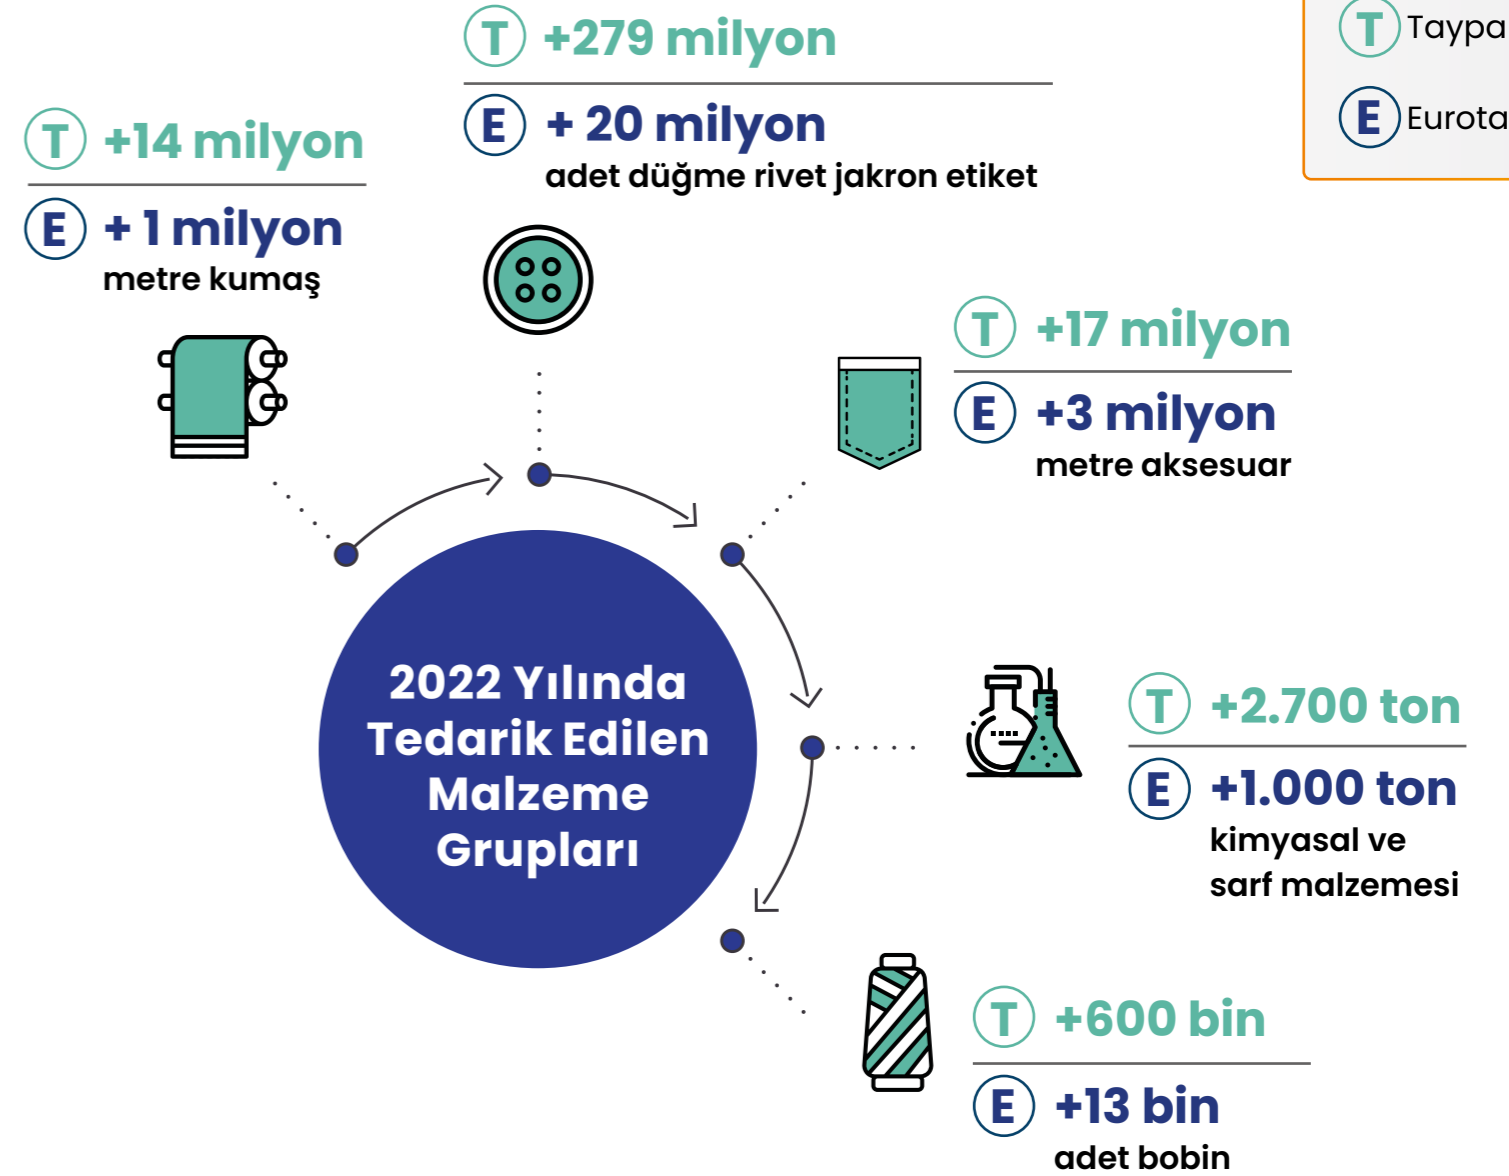 T Taypa
E Eurota
T +279 milyon
E + 20 milyon
adet düğme rivet jakron etiket
T +14 milyon
E + 1 milyon
metre kumaş
T +17 milyon
E +3 milyon
metre aksesuar
2022 Yılında
Tedarik Edilen
Malzeme
Grupları
T +2.700 ton
E +1.000 ton
kimyasal ve
sarf malzemesi
T +600 bin
E +13 bin
adet bobin